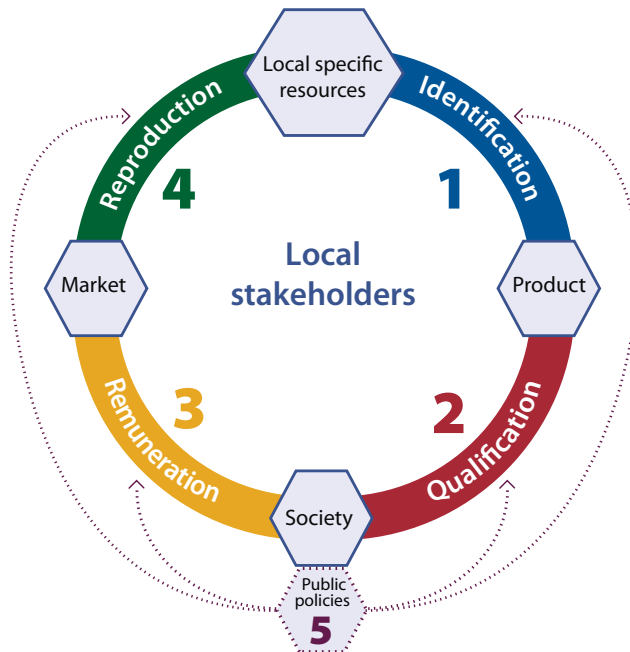 Local specific
resources
Identification
1
Product
2
Qualification
Society
3
Remuneration
Market
4
Reproduction
Local
stakeholders
Public
policies
5